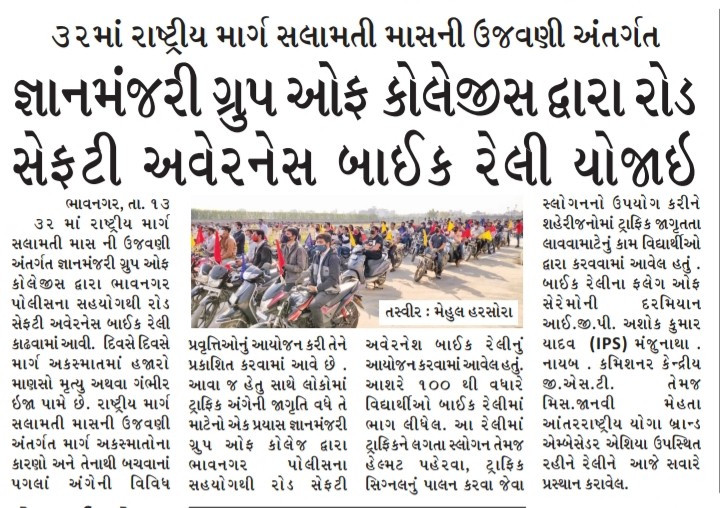 ૩૨માં રાષ્ટ્રીય માર્ગ સલામતી માસની ઉજવણી અંતર્ગત
જ્ઞાનમંજરી ગ્રુપ ઓફ કોલેજીસ દ્વારા રોડ
સેફ્ટી અવેરનેસ બાઈક રેલી યોજાઇ
ભાવનગર, તા. ૧૩
૩૨ માં રાષ્ટ્રીય માર્ગ
સલામતી માસ ની ઉજવણી
અંતર્ગત જ્ઞાનમંજરી ગ્રુપ ઓફ
કોલેજીસ દ્વારા ભાવનગર
પોલીસના સહયોગથી રોડ
સેફ્ટી અવેરનેસ બાઈક રેલી
કાઢવામાં આવી. દિવસે દિવસે
માર્ગ અકસ્માતમાં હજારો
માણસો મૃત્યુ અથવા ગંભીર
ઇજા પામે છે. રાષ્ટ્રીય માર્ગ
સલામતી માસની ઉજવણી
અંતર્ગત માર્ગ અકસ્માતોના
કારણો અને તેનાથી બચવાનાં
પગલાં અંગેની વિવિધ
તસ્વીર : મેહુલ હરસોરા
પ્રવૃત્તિઓનું આયોજન કરી તેને
પ્રકાશિત કરવામાં આવે છે .
આવા જ હેતુ સાથે લોકોમાં
ટ્રાફિક અંગેની જાગૃતિ વધે તે
માટેનો એક પ્રયાસ જ્ઞાનમંજરી
ગ્રુપ ઓફ કોલેજ દ્વારા
ભાવનગર પોલીસના
સહયોગથી રોડ સેફ્ટી
અવેરનેશ બાઈક રેલીનું
આયોજન કરવામાં આવેલ હતું.
આશરે ૧૦૦ થી વધારે
વિદ્યાર્થીઓ બાઈક રેલીમાં
ભાગ લીધેલ. આ રેલીમાં
ટ્રાફિકને લગતા સ્લોગન તેમજ
હેલ્મટ પહેરવા, ટ્રાફિક
સિગ્નલનું પાલન કરવા જેવા
સ્લોગનનો ઉપયોગ કરીને
શહેરીજનોમાં ટ્રાફિક જાગૃતતા
લાવવામાટેનું કામ વિદ્યાર્થીઓ
દ્વારા કરવવામાં આવેલ હતું .
બાઈક રેલીના ફ્લેગ ઓફ
સેરેમોની દરમિયાન
આઈ.જી.પી. અશોક કુમાર
યાદવ (IPS) મંજુનાથા .
નાયબ . કમિશનર કેન્દ્રીય
જી.એસ.ટી. તેમજ
મિસ.જાનવી મેહતા
આંતરરાષ્ટ્રીય યોગા બ્રાન્ડ
એમ્બેસેડર એશિયા ઉપસ્થિત
રહીને રેલીને આજે સવારે
પ્રસ્થાન કરાવેલ.